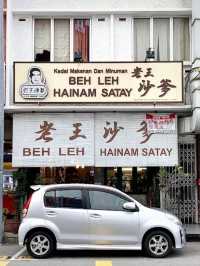 Kedai Makanan Dan Minuman
BEH LEH
HAINAM SATAY
老王
沙爹
老王沙爹
BEH LEH HAINAM SATAY